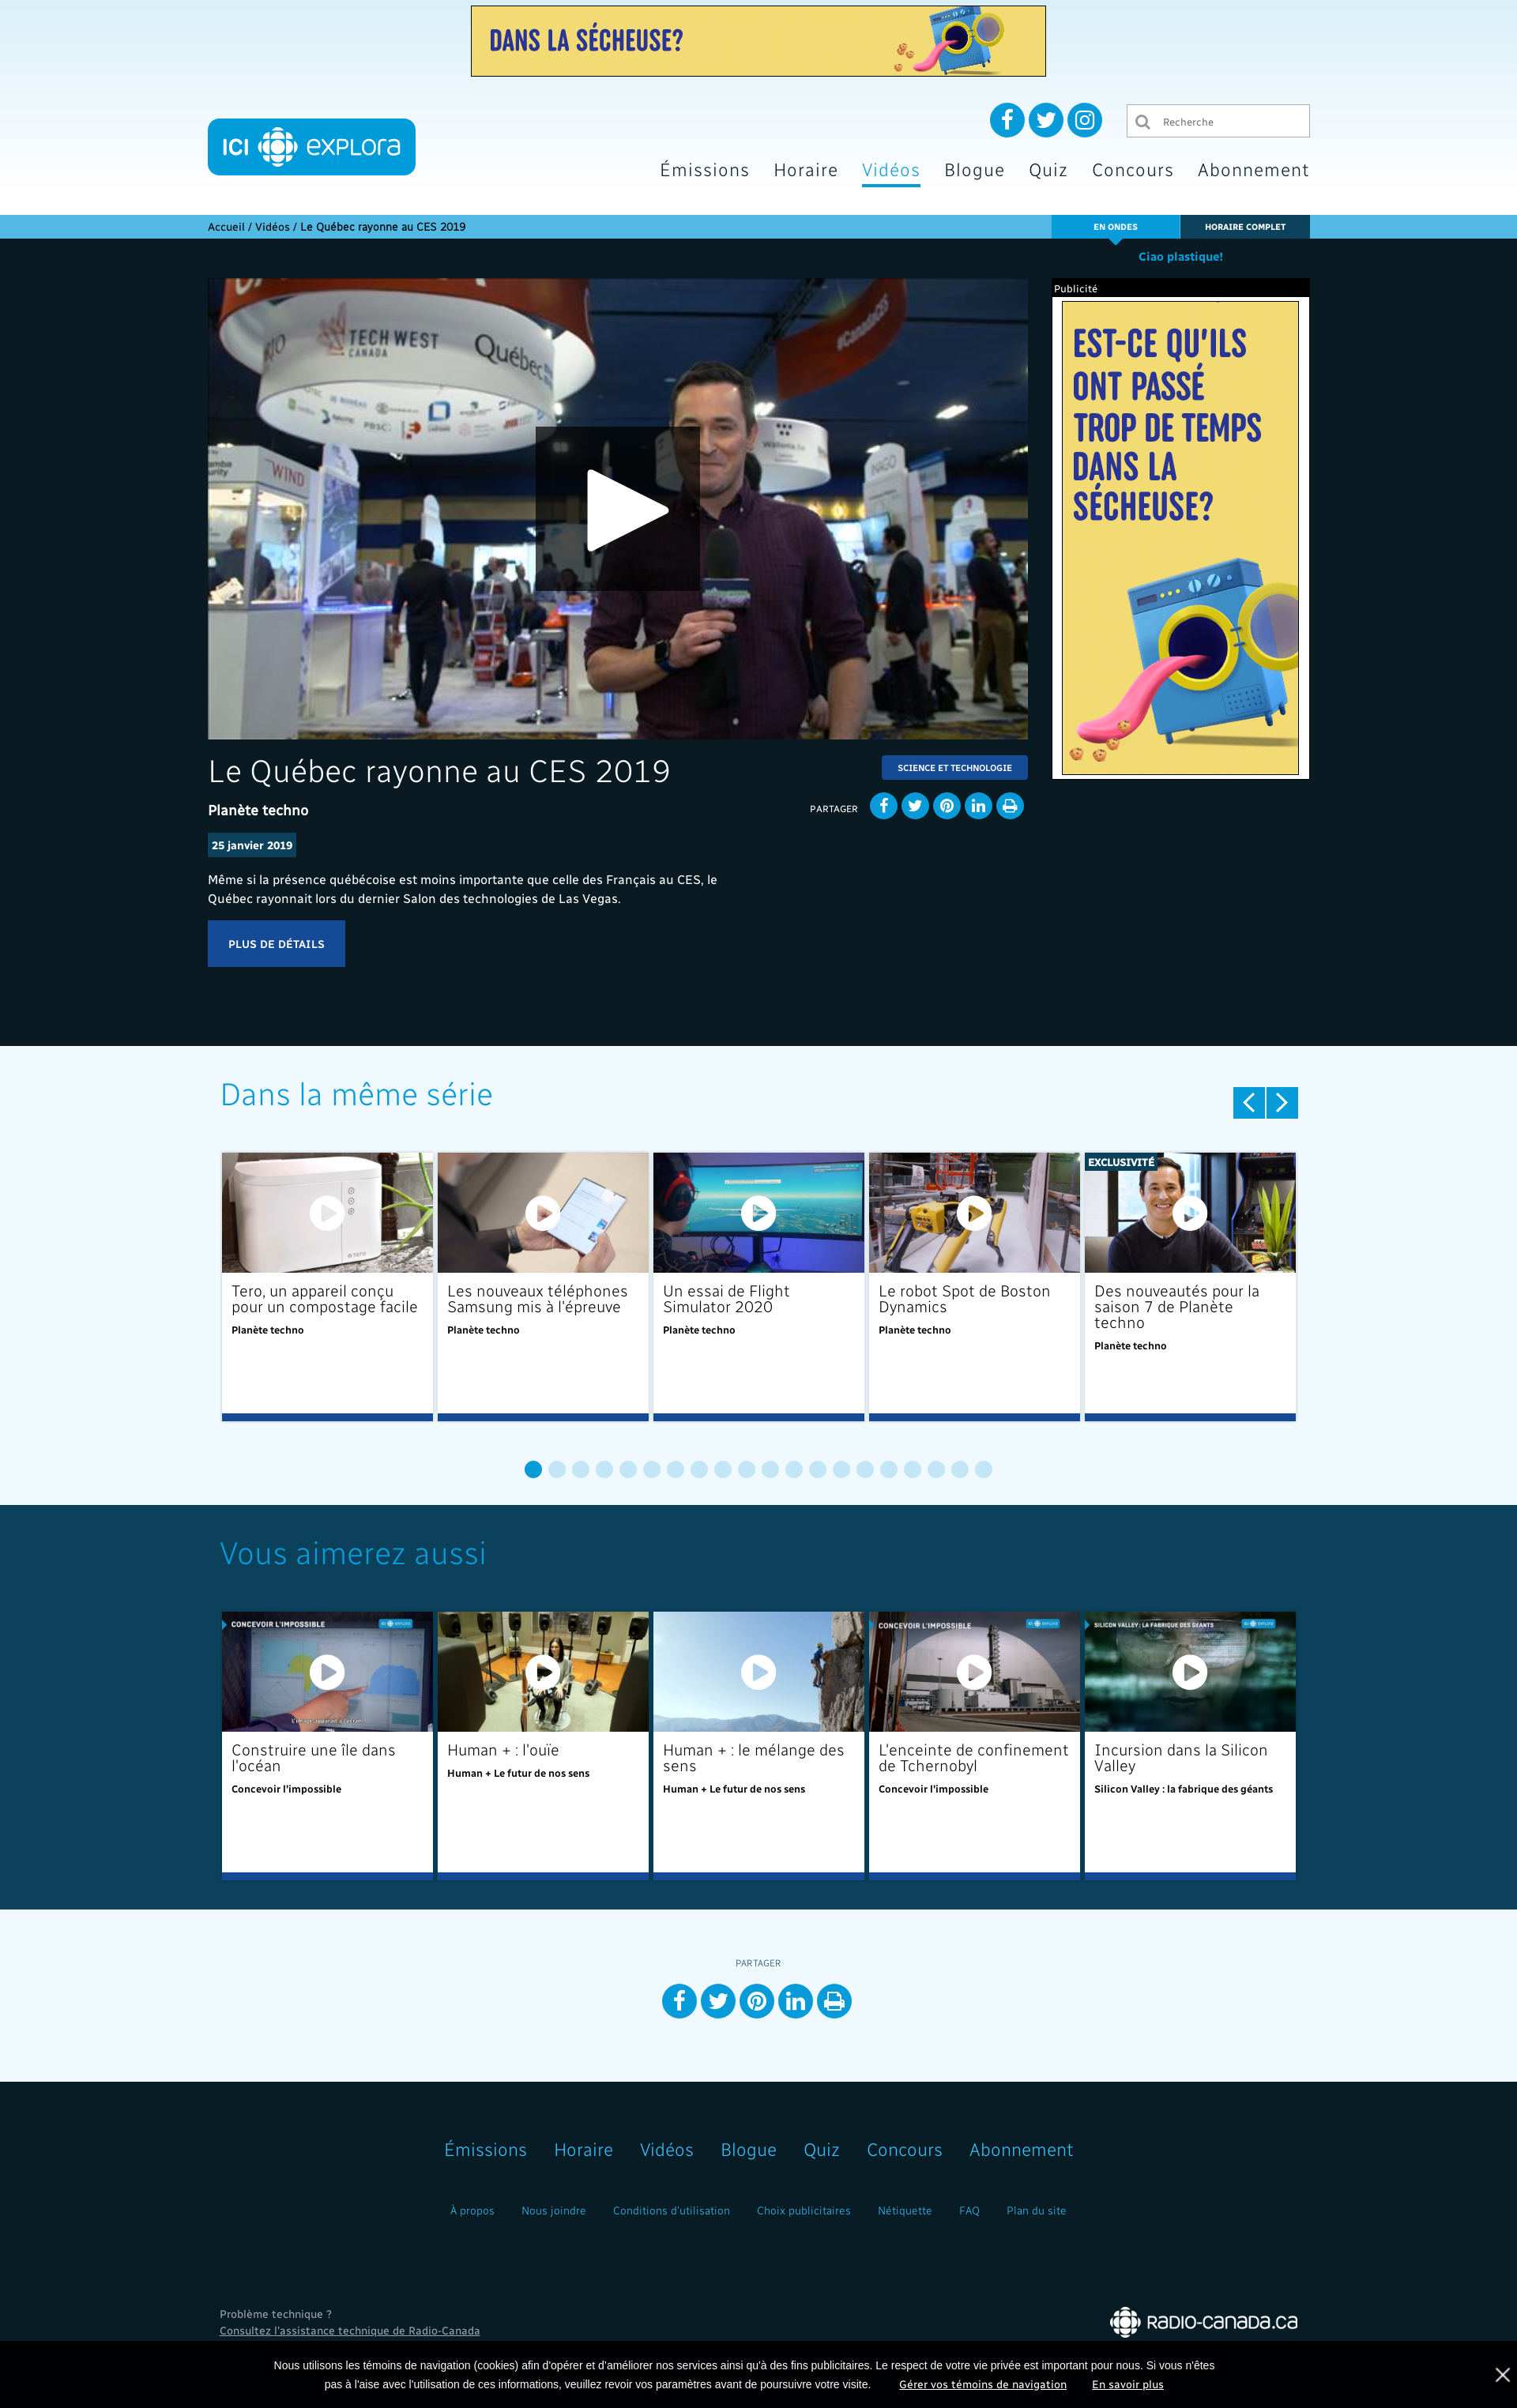 DANS LA SÉCHEUSE?
Recherche
ICI explora
Émissions Horaire Vidéos Blogue Quiz Concours Abonnement
Accueil / Vidéos / Le Québec rayonne au CES 2019
EN ONDES
HORAIRE COMPLET
Ciao plastique!
Publicité
EST-CE QU'ILS
ONT PASSÉ
TROP DE TEMPS
DANS LA
SÉCHEUSE?
TECH WEST
CANADA
Québec
#CanadaCES
WIND
Le Québec rayonne au CES 2019
SCIENCE ET TECHNOLOGIE
Planète techno
PARTAGER
25 janvier 2019
Même si la présence québécoise est moins importante que celle des Français au CES, le
Québec rayonnait lors du dernier Salon des technologies de Las Vegas.
PLUS DE DÉTAILS
Dans la même série
TERO
EXCLUSIVITÉ
Tero, un appareil conçu
pour un compostage facile
Planète techno
Les nouveaux téléphones
Samsung mis à l'épreuve
Planète techno
Un essai de Flight
Simulator 2020
Planète techno
Le robot Spot de Boston
Dynamics
Planète techno
Des nouveautés pour la
saison 7 de Planète
techno
Planète techno
Vous aimerez aussi
CONCEVOIR L'IMPOSSIBLE
ICI EXPLORA
CONCEVOIR L'IMPOSSIBLE
ICI EXPLORA
SILICON VALLEY: LA FABRIQUE DES GÉANTS
ICI EXPLORA
Construire une île dans
l'océan
Concevoir l'impossible
Human + : l'ouïe
Human + Le futur de nos sens
Human + : le mélange des
sens
Human + Le futur de nos sens
L'enceinte de confinement
de Tchernobyl
Concevoir l'impossible
Incursion dans la Silicon
Valley
Silicon Valley : la fabrique des géants
PARTAGER
Émissions Horaire Vidéos Blogue Quiz Concours Abonnement
À propos Nous joindre Conditions d'utilisation Choix publicitaires Nétiquette FAQ Plan du site
Problème technique ?
Consultez l'assistance technique de Radio-Canada
RADIO-CANADA.CA
Nous utilisons les témoins de navigation (cookies) afin d'opérer et d'améliorer nos services ainsi qu'à des fins publicitaires. Le respect de votre vie privée est important pour nous. Si vous n'êtes
pas à l'aise avec l'utilisation de ces informations, veuillez revoir vos paramètres avant de poursuivre votre visite. Gérer vos témoins de navigation En savoir plus